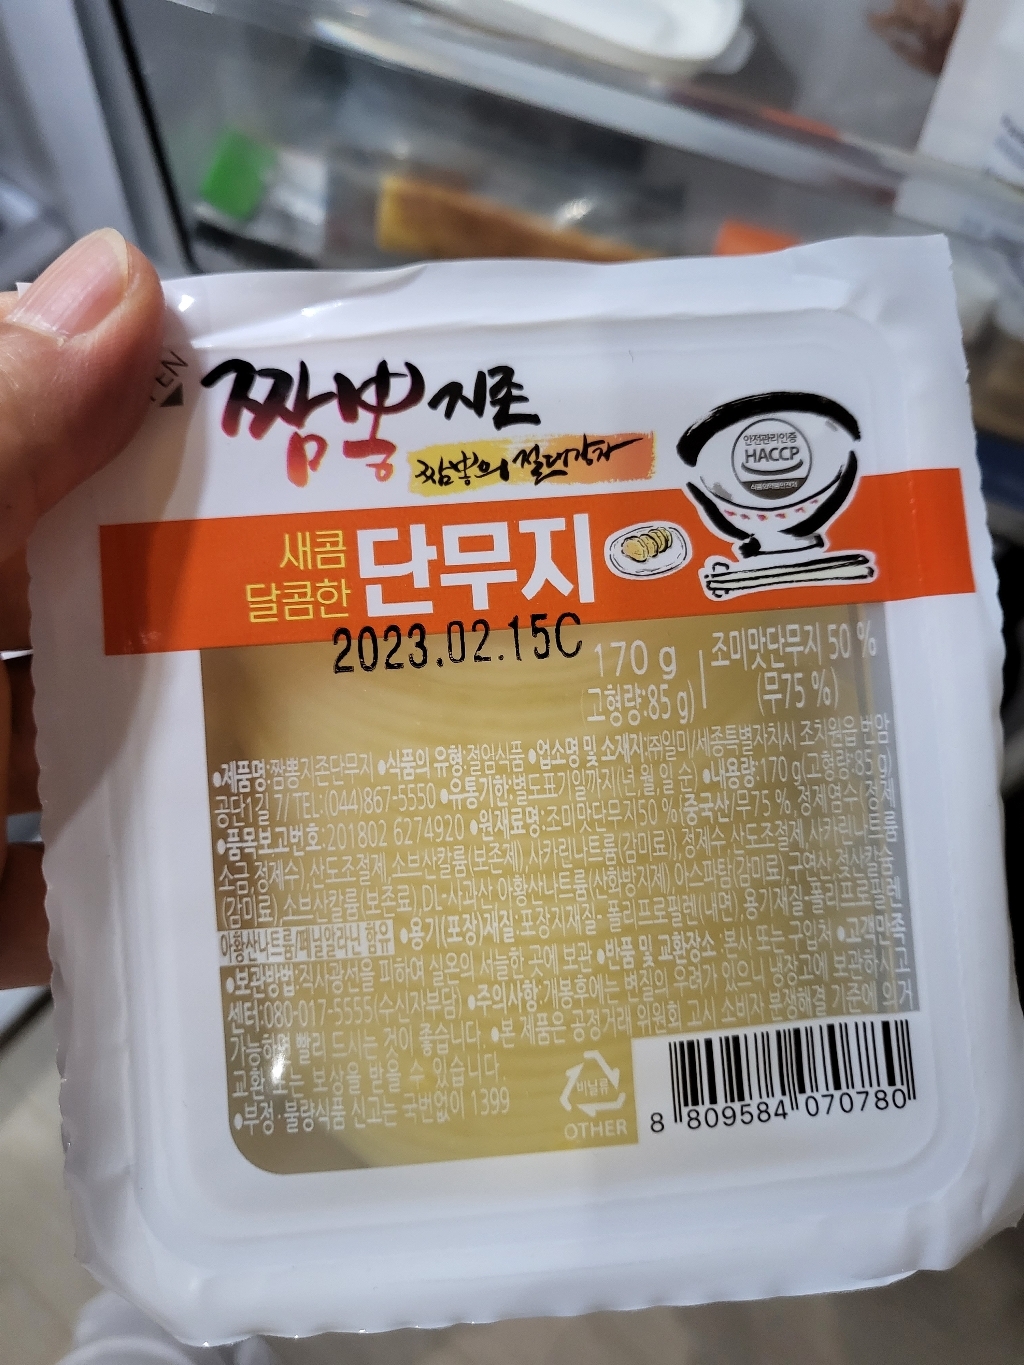 EN
짬뽕지존
짬뽕의 절대강자
안전관리인증
HACCP
식품의약품안전처
새콤
달콤한 단무지
2023.02.15C
170 g
(고형량:85 g)
조미맛단무지 50 %
(무75 %)
•제품명:짬뽕지존단무지 •식품의 유형:절임식품 •업소명 및 소재지:㈜일미/세종특별자치시 조치원읍 번암
공단1길 7/TEL:(044)867-5550 •유통기한:별도표기일까지(년,월,일 순) •내용량:170 g(고형량:85 g)
•품목보고번호:201802 6274920 •원재료명:조미맛단무지50 %(중국산/무75 %, 정제염수(정제
소금,정제수),산도조절제,소브산칼륨(보존제),사카린나트륨(감미료)),정제수,산도조절제,사카린나트륨
(감미료),소브산칼륨(보존료),DL-사과산,아황산나트륨(산화방지제),아스파탐(감미료),구연산,젖산칼슘
아황산나트륨/페닐알라닌 함유 •용기(포장)재질:포장지재질-폴리프로필렌(내면),용기재질-폴리프로필렌
•보관방법:직사광선을 피하여 실온의 서늘한 곳에 보관 •반품 및 교환장소:본사 또는 구입처 •고객만족
센터:080-017-5555(수신자부담) •주의사항:개봉후에는 변질의 우려가 있으니 냉장고에 보관하시고
가능하면 빨리 드시는 것이 좋습니다. •본 제품은 공정거래 위원회 고시 소비자 분쟁해결 기준에 의거
교환 또는 보상을 받을 수 있습니다
•부정·불량식품 신고는 국번없이 1399
비닐류
OTHER
8 809584 070780